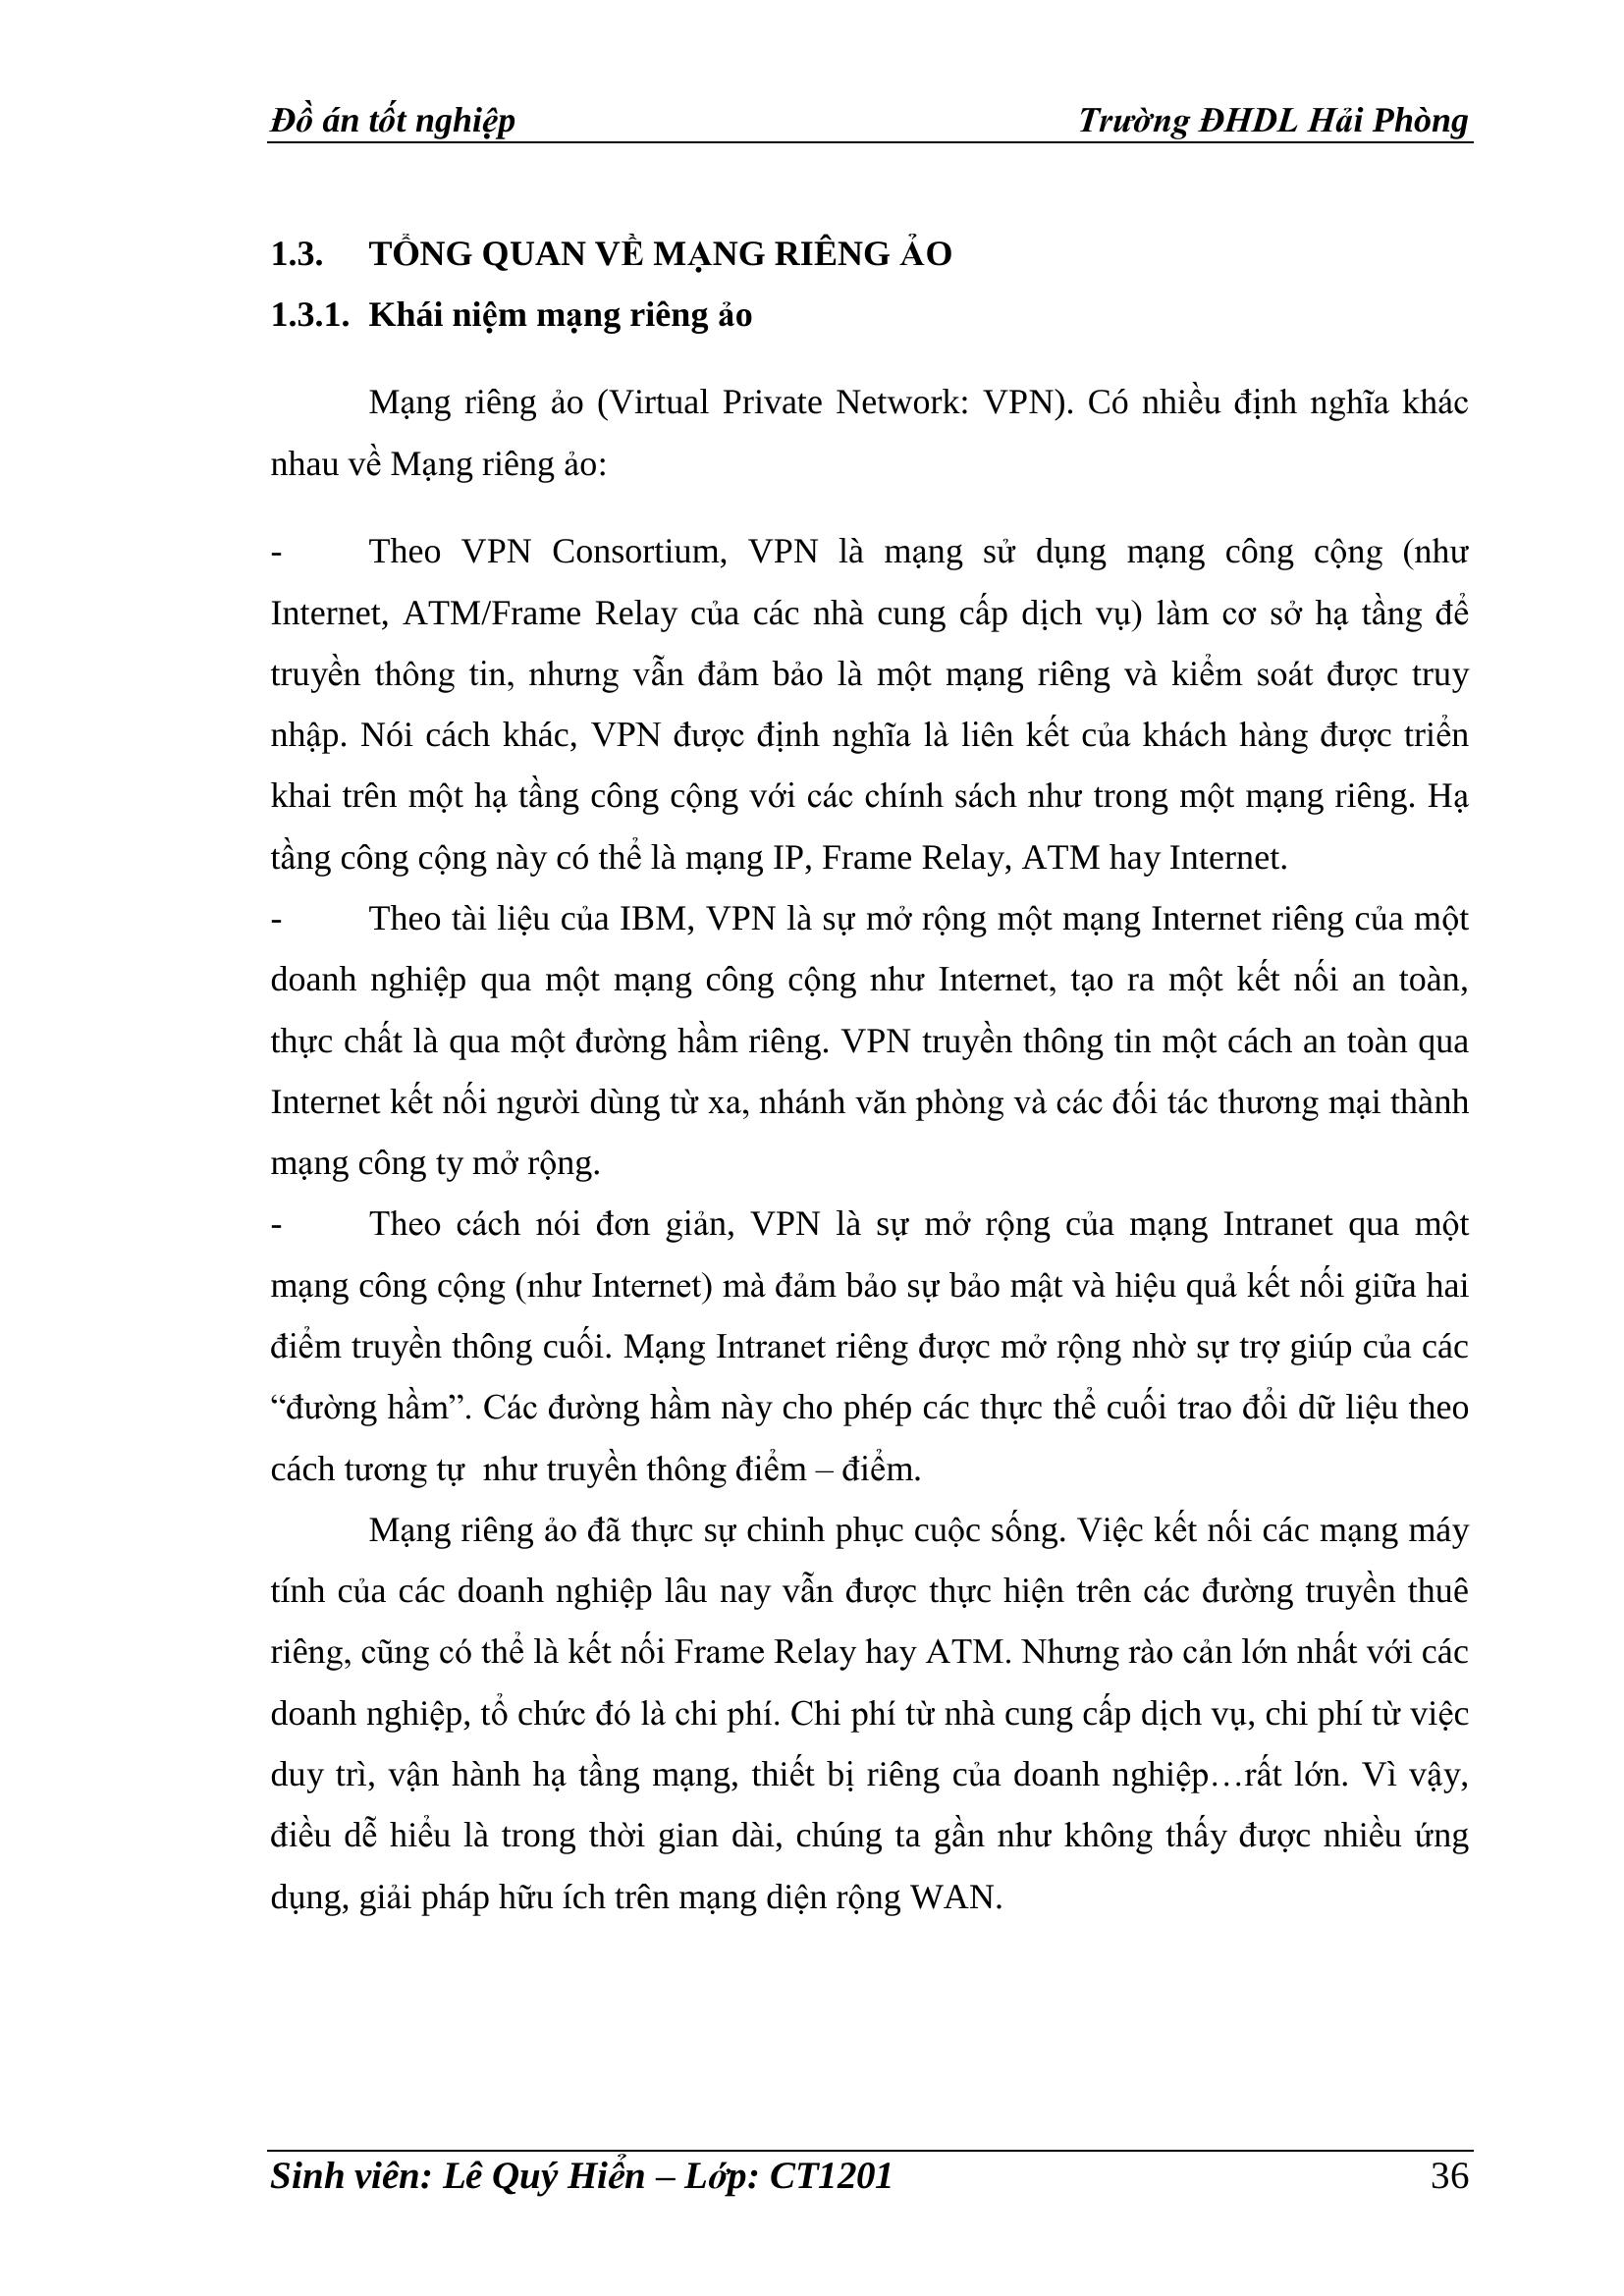 Đồ án tốt nghiệp Trường ĐHDL Hải Phòng
1.3. TỔNG QUAN VỀ MẠNG RIÊNG ẢO
1.3.1. Khái niệm mạng riêng ảo
Mạng riêng ảo (Virtual Private Network: VPN). Có nhiều định nghĩa khác
nhau về Mạng riêng ảo:
- Theo VPN Consortium, VPN là mạng sử dụng mạng công cộng (như
Internet, ATM/Frame Relay của các nhà cung cấp dịch vụ) làm cơ sở hạ tầng để
truyền thông tin, nhưng vẫn đảm bảo là một mạng riêng và kiểm soát được truy
nhập. Nói cách khác, VPN được định nghĩa là liên kết của khách hàng được triển
khai trên một hạ tầng công cộng với các chính sách như trong một mạng riêng. Hạ
tầng công cộng này có thể là mạng IP, Frame Relay, ATM hay Internet.
- Theo tài liệu của IBM, VPN là sự mở rộng một mạng Internet riêng của một
doanh nghiệp qua một mạng công cộng như Internet, tạo ra một kết nối an toàn,
thực chất là qua một đường hầm riêng. VPN truyền thông tin một cách an toàn qua
Internet kết nối người dùng từ xa, nhánh văn phòng và các đối tác thương mại thành
mạng công ty mở rộng.
- Theo cách nói đơn giản, VPN là sự mở rộng của mạng Intranet qua một
mạng công cộng (như Internet) mà đảm bảo sự bảo mật và hiệu quả kết nối giữa hai
điểm truyền thông cuối. Mạng Intranet riêng được mở rộng nhờ sự trợ giúp của các
“đường hầm”. Các đường hầm này cho phép các thực thể cuối trao đổi dữ liệu theo
cách tương tự  như truyền thông điểm – điểm.
Mạng riêng ảo đã thực sự chinh phục cuộc sống. Việc kết nối các mạng máy
tính của các doanh nghiệp lâu nay vẫn được thực hiện trên các đường truyền thuê
riêng, cũng có thể là kết nối Frame Relay hay ATM. Nhưng rào cản lớn nhất với các
doanh nghiệp, tổ chức đó là chi phí. Chi phí từ nhà cung cấp dịch vụ, chi phí từ việc
duy trì, vận hành hạ tầng mạng, thiết bị riêng của doanh nghiệp…rất lớn. Vì vậy,
điều dễ hiểu là trong thời gian dài, chúng ta gần như không thấy được nhiều ứng
dụng, giải pháp hữu ích trên mạng diện rộng WAN.
Sinh viên: Lê Quý Hiển – Lớp: CT1201 36